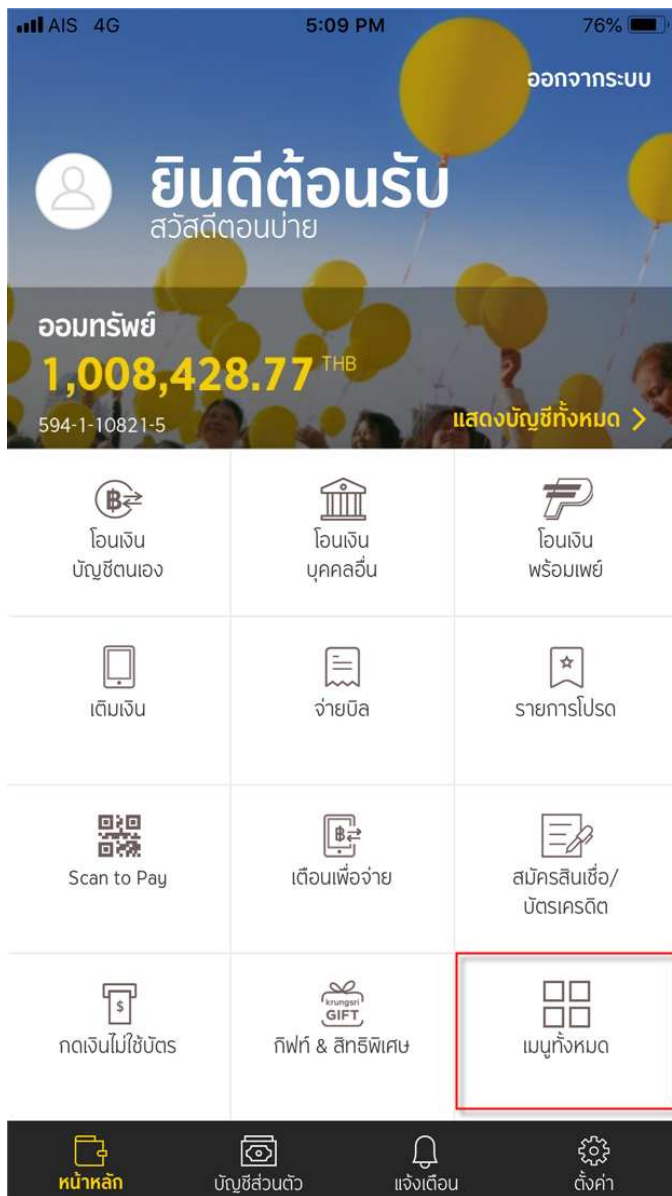 AIS 4G 5:09 PM 76%
ออกจากระบบ
ยินดีต้อนรับ
สวัสดีตอนบ่าย
ออมทรัพย์
1,008,428.77 THB
594-1-10821-5 แสดงบัญชีทั้งหมด
โอนเงิน
บัญชีตนเอง
โอนเงิน
บุคคลอื่น
โอนเงิน
พร้อมเพย์
เติมเงิน
จ่ายบิล
รายการโปรด
Scan to Pay
เตือนเพื่อจ่าย
สมัครสินเชื่อ/
บัตรเครดิต
กดเงินไม่ใช้บัตร
krungsri
GIFT
กิฟท์ & สิทธิพิเศษ
เมนูทั้งหมด
หน้าหลัก บัญชีส่วนตัว แจ้งเตือน ตั้งค่า